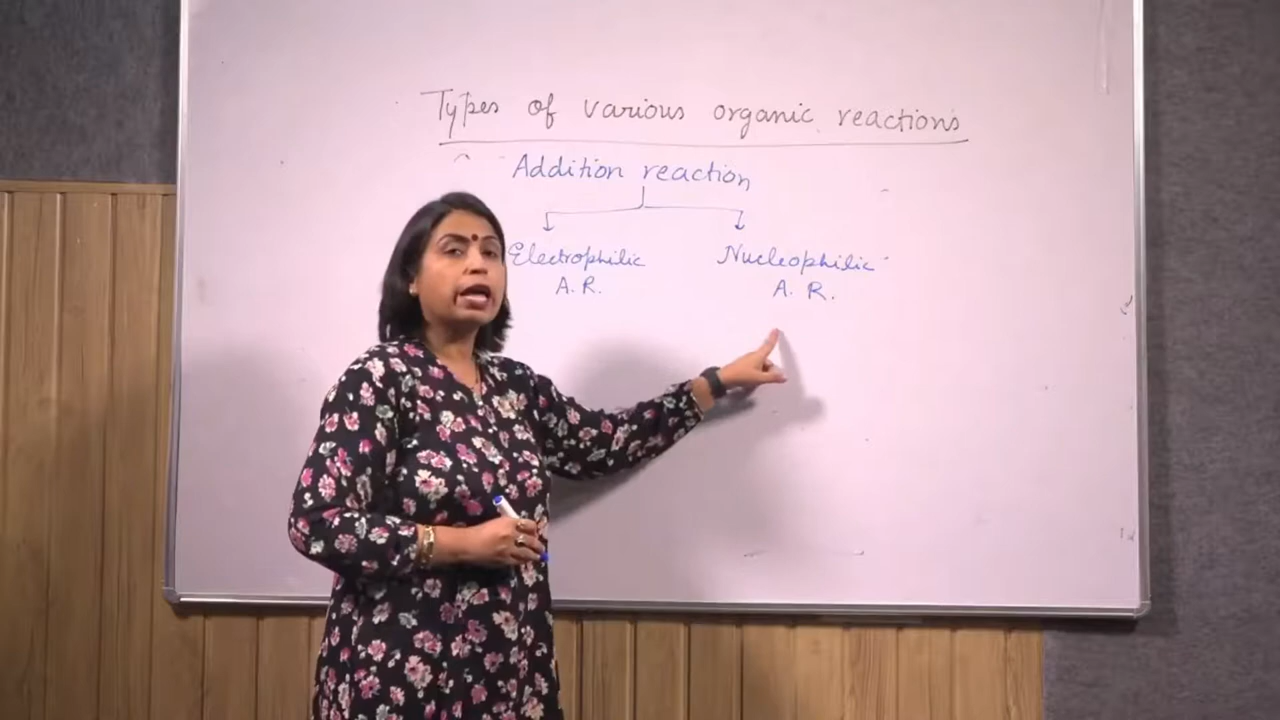 Types of various organic reactions
Addition reaction
Electrophilic Nucleophilic
A.R. A. R.